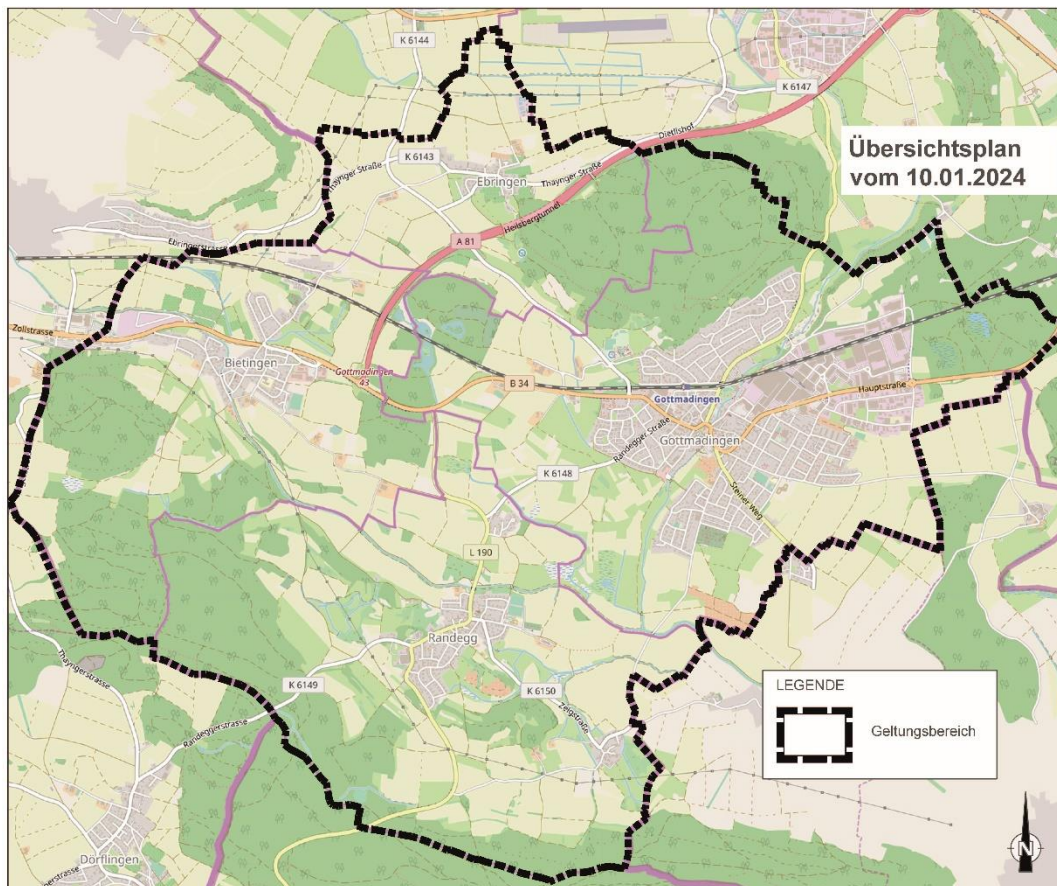 K 6144
K 6147
Dietlishof
Übersichtsplan
vom 10.01.2024
K 6143
Thaynger Straße
Ebringen
Thaynger Straße
Heilsbergtunnel
A 81
Ebringerstrasse
Zollstrasse
Bietingen
Gottmadingen
43
B 34
Gottmadingen
Hauptstraße
Randegger Straße
Gottmadingen
K 6148
Steiner Weg
L 190
Randegg
K 6149
K 6150
Zeigstraße
Thayngerstrasse
Randeggerstrasse
Dörflingen
LEGENDE
Geltungsbereich
N